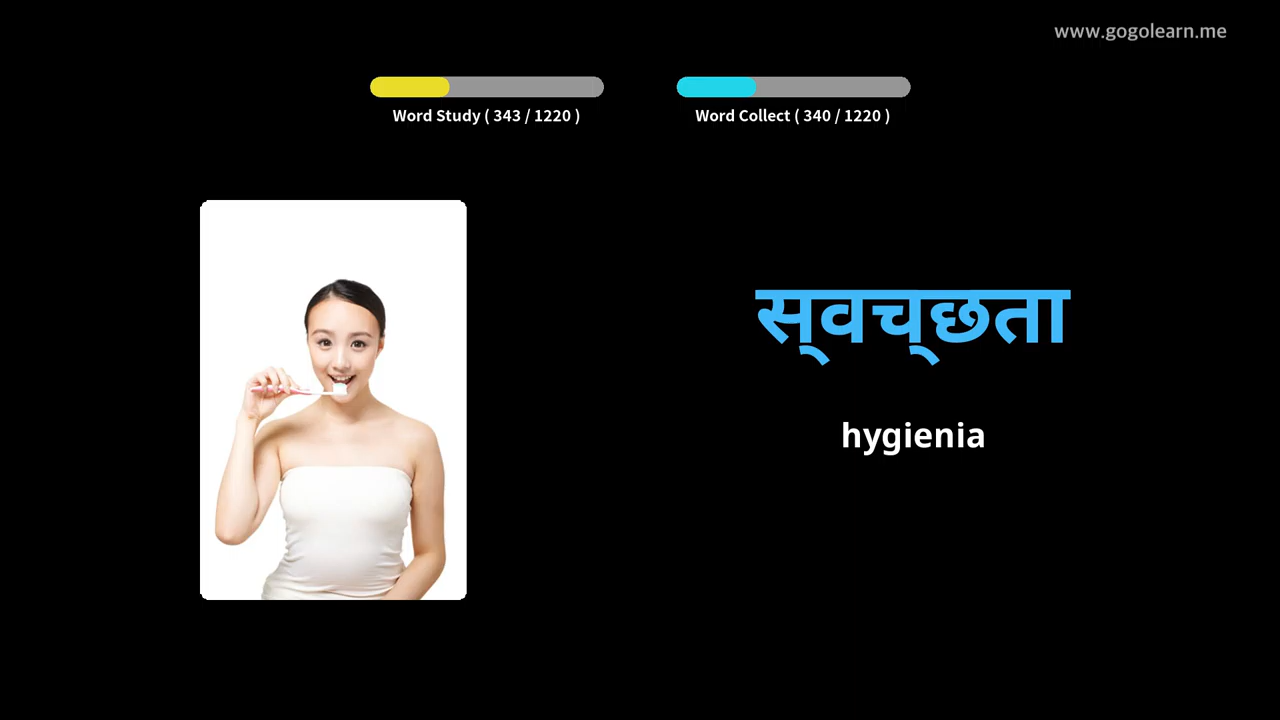 www.gogolearn.me
Word Study ( 343 / 1220 )
Word Collect ( 340 / 1220 )
स्वच्छता
hygienia